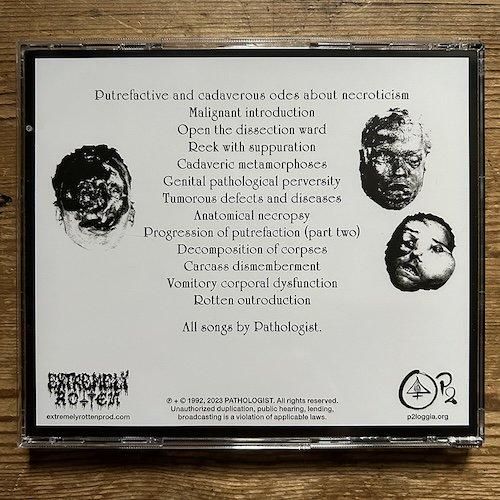 Putrefactive and cadaverous odes about necroticism
Malignant introduction
Open the dissection ward
Reek with suppuration
Cadaveric metamorphoses
Genital pathological perversity
Tumorous defects and diseases
Anatomical necropsy
Progression of putrefaction (part two)
Decomposition of corpses
Carcass dismemberment
Vomitory corporal dysfunction
Rotten outroduction
All songs by Pathologist.
EXTREMELY
ROTTEN
extremelyrottenprod.com
℗ + © 1992, 2023 PATHOLOGIST. All rights reserved.
Unauthorized duplication, public hearing, lending,
broadcasting is a violation of applicable laws.
P2
p2loggia.org